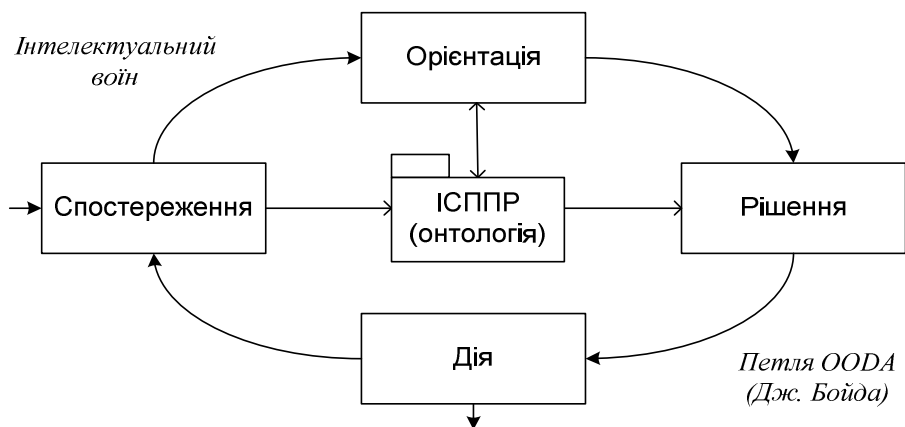 Інтелектуальний
воїн
Орієнтація
Спостереження
ІСППР
(онтологія)
Рішення
Дія
Петля OODA
(Дж. Бойда)